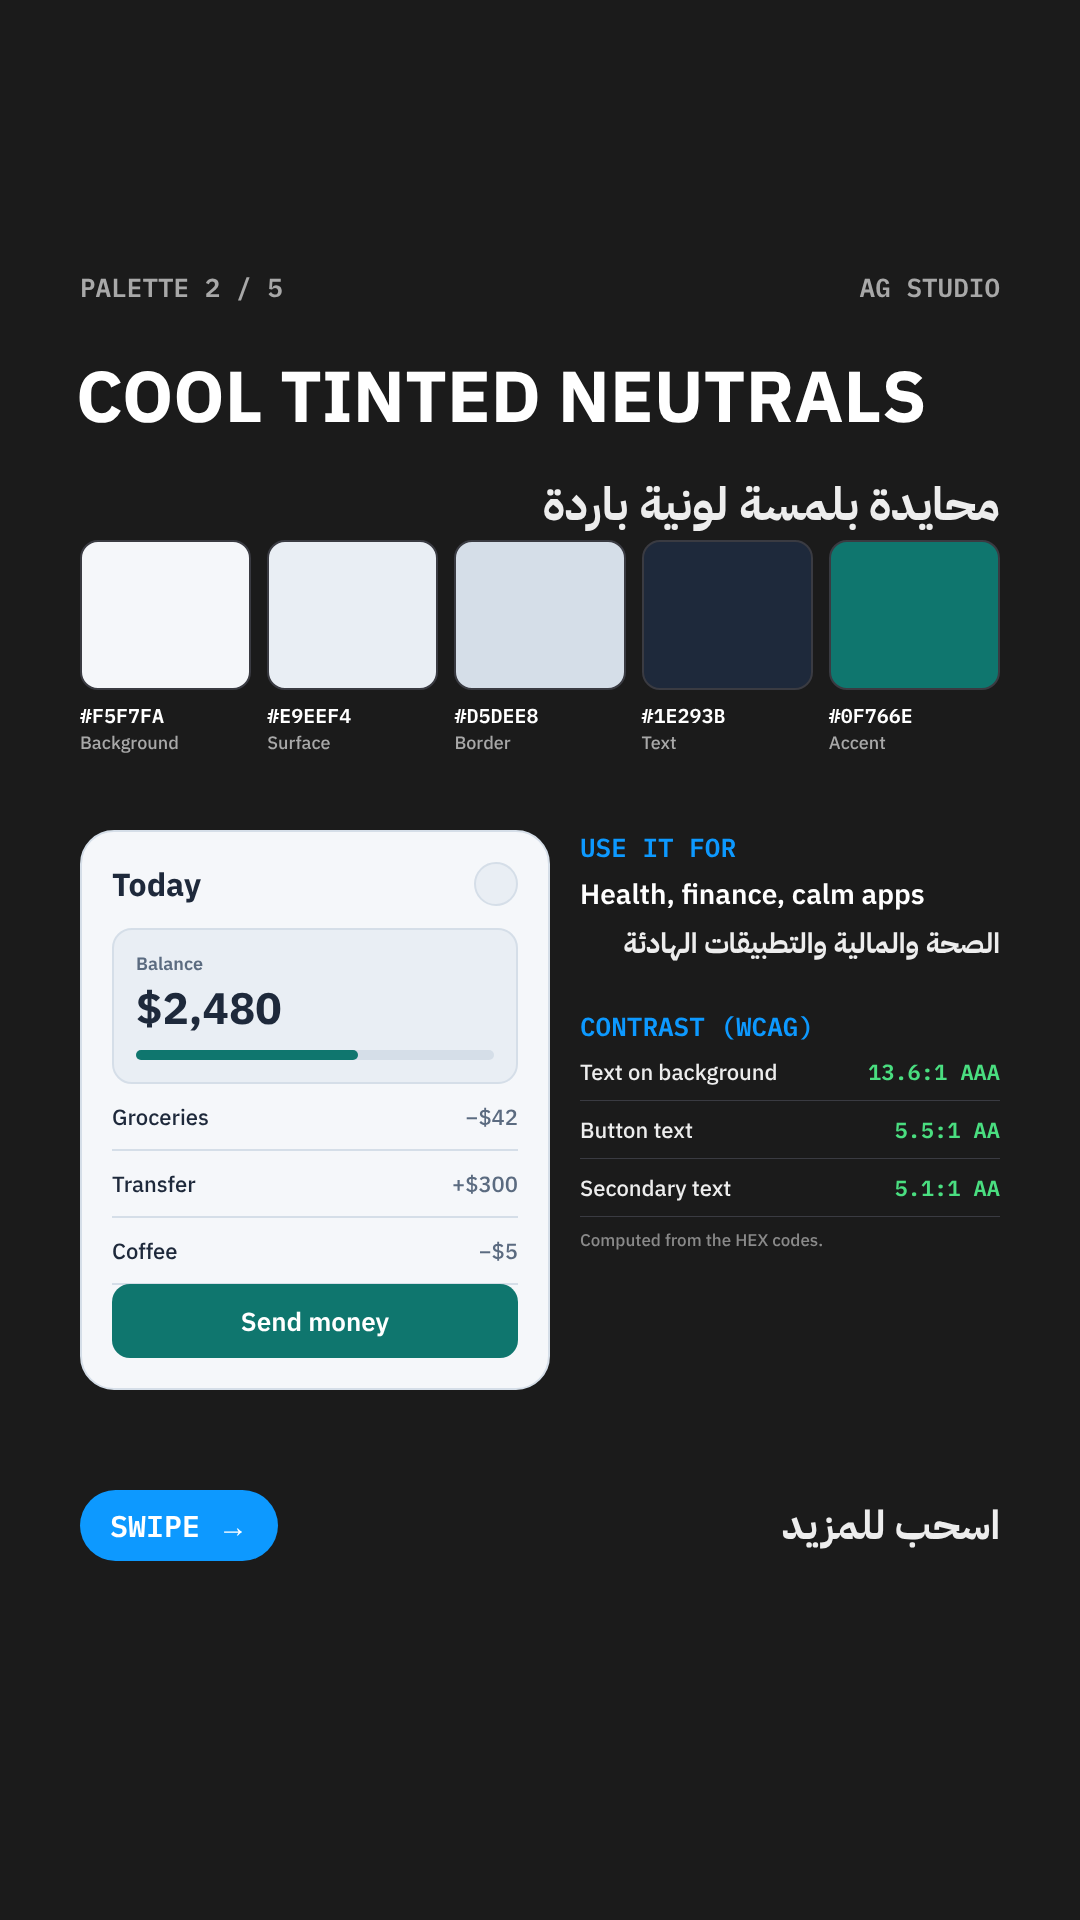 PALETTE 2 / 5
AG STUDIO
COOL TINTED NEUTRALS
محايدة بلمسة لونية باردة
#F5F7FA
Background
#E9EEF4
Surface
#D5DEE8
Border
#1E293B
Text
#0F766E
Accent
Today
Balance
$2,480
Groceries −$42
Transfer +$300
Coffee −$5
Send money
USE IT FOR
Health, finance, calm apps
الصحة والمالية والتطبيقات الهادئة
CONTRAST (WCAG)
Text on background 13.6:1 AAA
Button text 5.5:1 AA
Secondary text 5.1:1 AA
Computed from the HEX codes.
SWIPE →
اسحب للمزيد